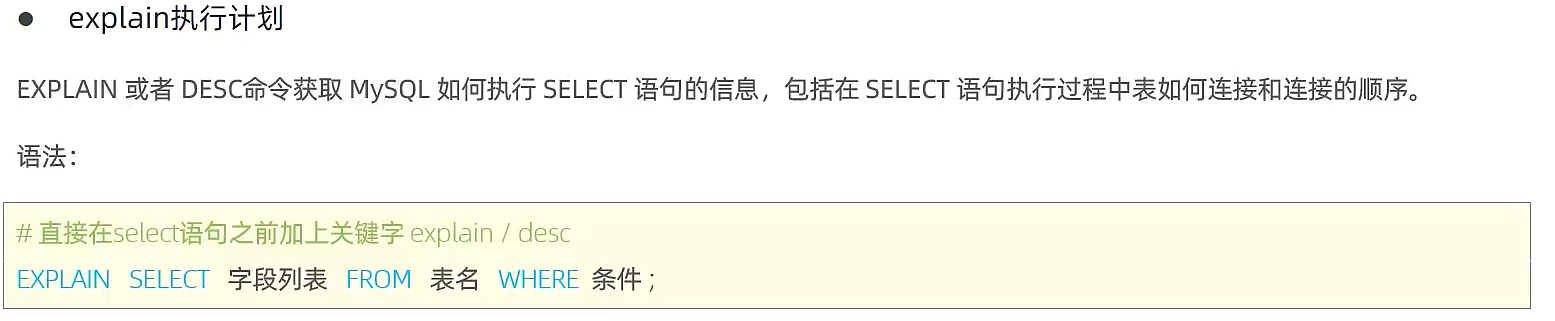 ● explain执行计划
EXPLAIN 或者 DESC命令获取 MySQL 如何执行 SELECT 语句的信息，包括在 SELECT 语句执行过程中表如何连接和连接的顺序。
语法：
# 直接在select语句之前加上关键字 explain / desc
EXPLAIN SELECT 字段列表 FROM 表名 WHERE 条件 ;